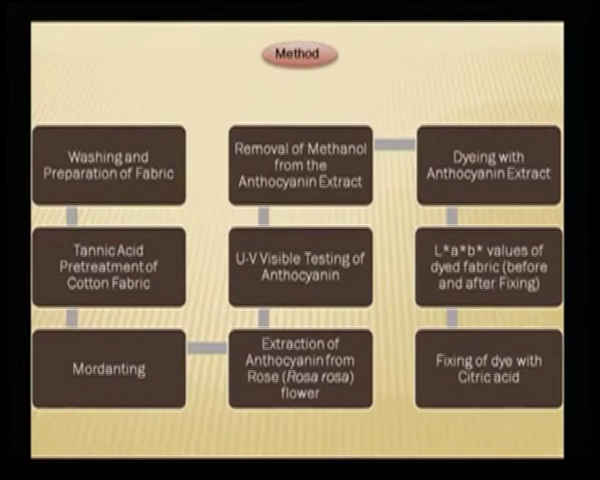 Method
Washing and
Preparation of Fabric
Tannic Acid
Pretreatment of
Cotton Fabric
Mordanting
Extraction of
Anthocyanin from
Rose (Rosa rosa)
flower
U-V Visible Testing of
Anthocyanin
Removal of Methanol
from the
Anthocyanin Extract
Dyeing with
Anthocyanin Extract
L*a*b* values of
dyed fabric (before
and after Fixing)
Fixing of dye with
Citric acid